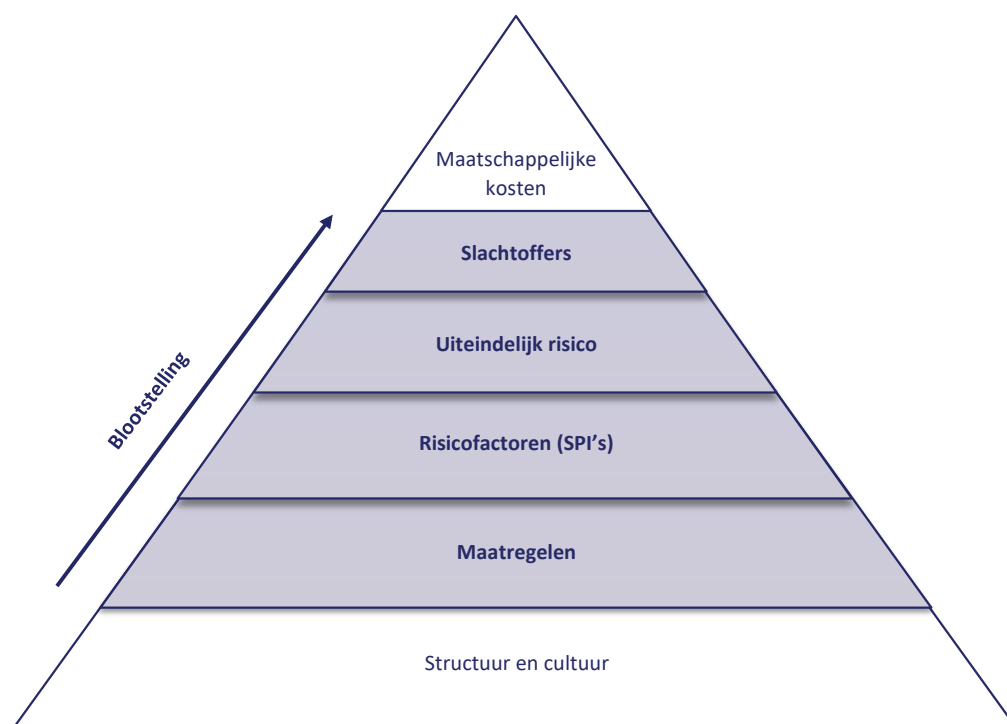 Maatschappelijke
kosten
Slachtoffers
Uiteindelijk risico
Blootstelling
Risicofactoren (SPI's)
Maatregelen
Structuur en cultuur